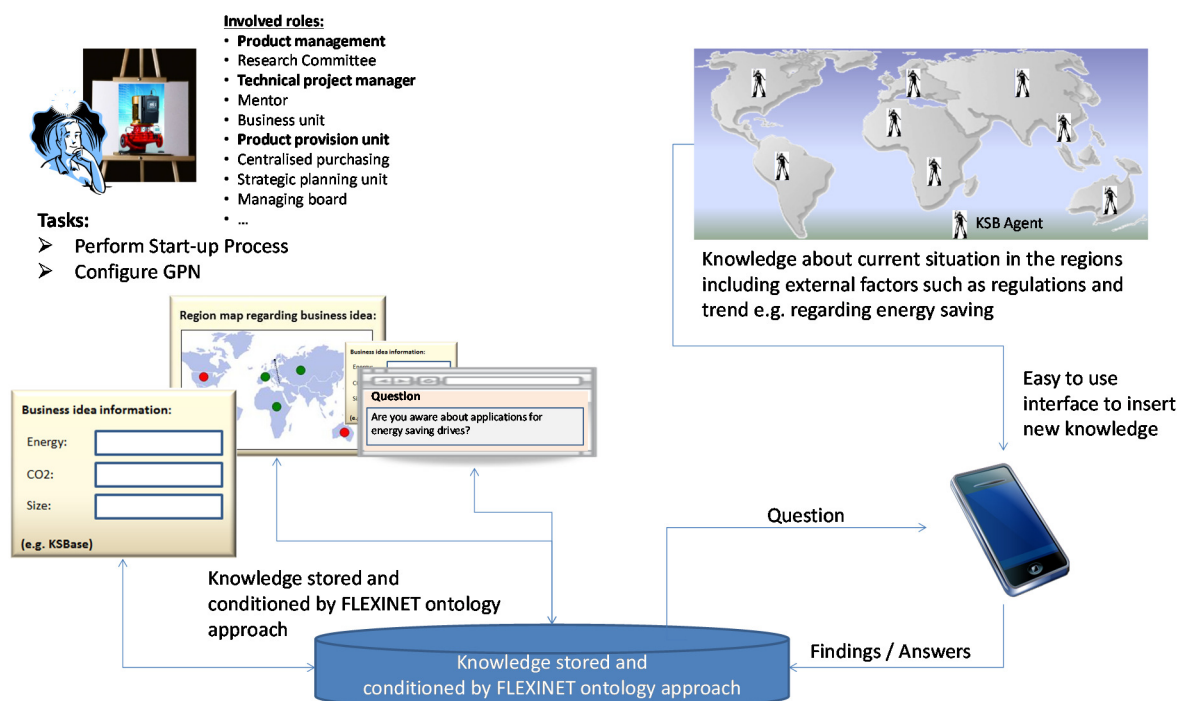 Involved roles:
• Product management
• Research Committee
• Technical project manager
• Mentor
• Business unit
• Product provision unit
• Centralised purchasing
• Strategic planning unit
• Managing board
• ...
Tasks:
➢ Perform Start-up Process
➢ Configure GPN
KSB Agent
Knowledge about current situation in the regions
including external factors such as regulations and
trend e.g. regarding energy saving
Region map regarding business idea:
Business idea information:
Energy:
Question
Are you aware about applications for
energy saving drives?
Business idea information:
Energy:
CO2:
Size:
(e.g. KSBase)
Easy to use
interface to insert
new knowledge
Question
Knowledge stored and
conditioned by FLEXINET ontology
approach
Findings / Answers
Knowledge stored and
conditioned by FLEXINET ontology approach